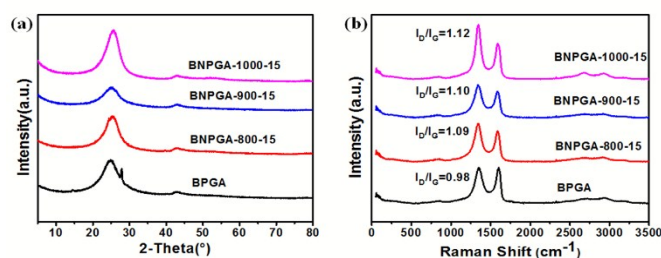 (a)
Intensity(a.u.)
BNPGA-1000-15
BNPGA-900-15
BNPGA-800-15
BPGA
10 20 30 40 50 60 70 80
2-Theta(°)
(b)
Intensity (a.u.)
I_D/I_G=1.12
BNPGA-1000-15
I_D/I_G=1.10
BNPGA-900-15
I_D/I_G=1.09
BNPGA-800-15
I_D/I_G=0.98
BPGA
0 500 1000 1500 2000 2500 3000 3500
Raman Shift (cm⁻¹)